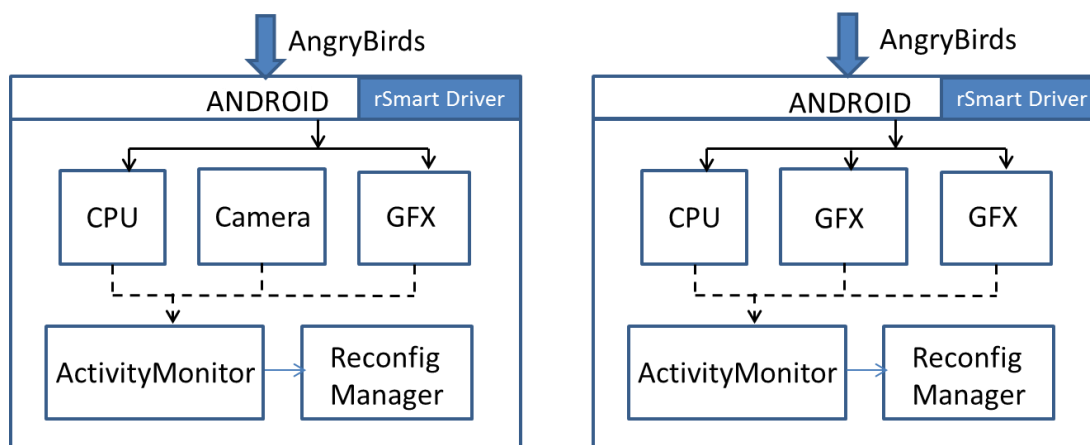 AngryBirds
ANDROID
rSmart Driver
CPU
Camera
GFX
ActivityMonitor
Reconfig
Manager
AngryBirds
ANDROID
rSmart Driver
CPU
GFX
GFX
ActivityMonitor
Reconfig
Manager